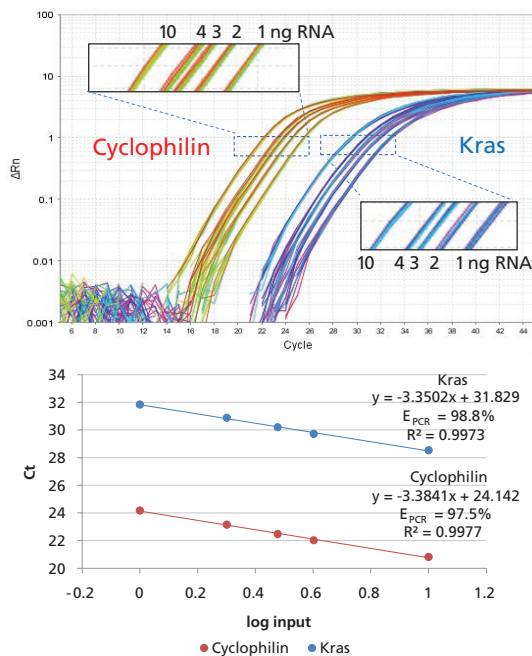 10 4 3 2 1 ng RNA
100
10
1
0.1
0.01
0.001
ΔRn
Cyclophilin
Kras
10 4 3 2 1 ng RNA
5 6 8 10 12 14 16 18 21 24 22 26 28 30 32 34 36 38 40 42 44
Cycle
34
32
30
28
26
24
22
20
Ct
Kras
y = -3.3502x + 31.829
E PCR = 98.8%
R² = 0.9973
Cyclophilin
y = -3.3841x + 24.142
E PCR = 97.5%
R² = 0.9977
-0.2 0 0.2 0.4 0.6 0.8 1 1.2
log input
Cyclophilin Kras